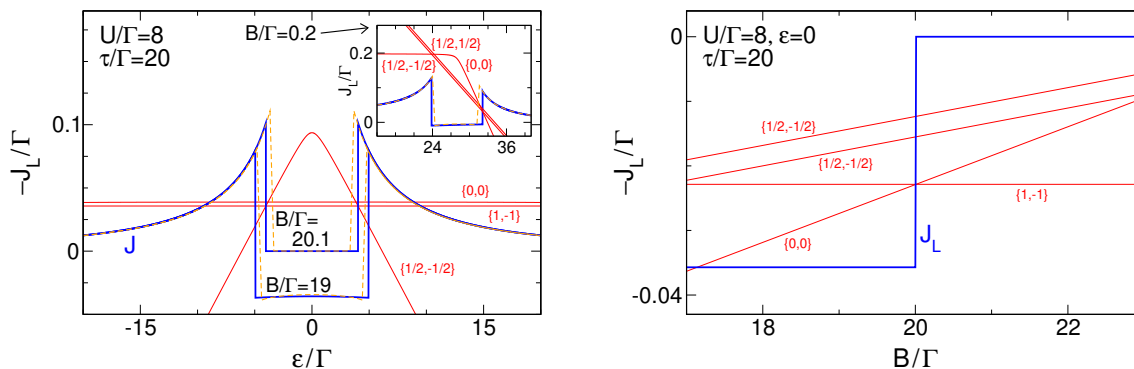 U/Γ=8
τ/Γ=20
B/Γ=0.2
{1/2,1/2}
{0,0}
{1/2,-1/2}
J_L/Γ
0.2
0
24
36
-J_L/Γ
0.1
0
{0,0}
{1,-1}
{1/2,-1/2}
J
B/Γ=
20.1
B/Γ=19
-15
0
15
ε/Γ
U/Γ=8, ε=0
τ/Γ=20
-J_L/Γ
0
-0.04
{1/2,-1/2}
{1/2,-1/2}
{1,-1}
{0,0}
J_L
18
20
22
B/Γ